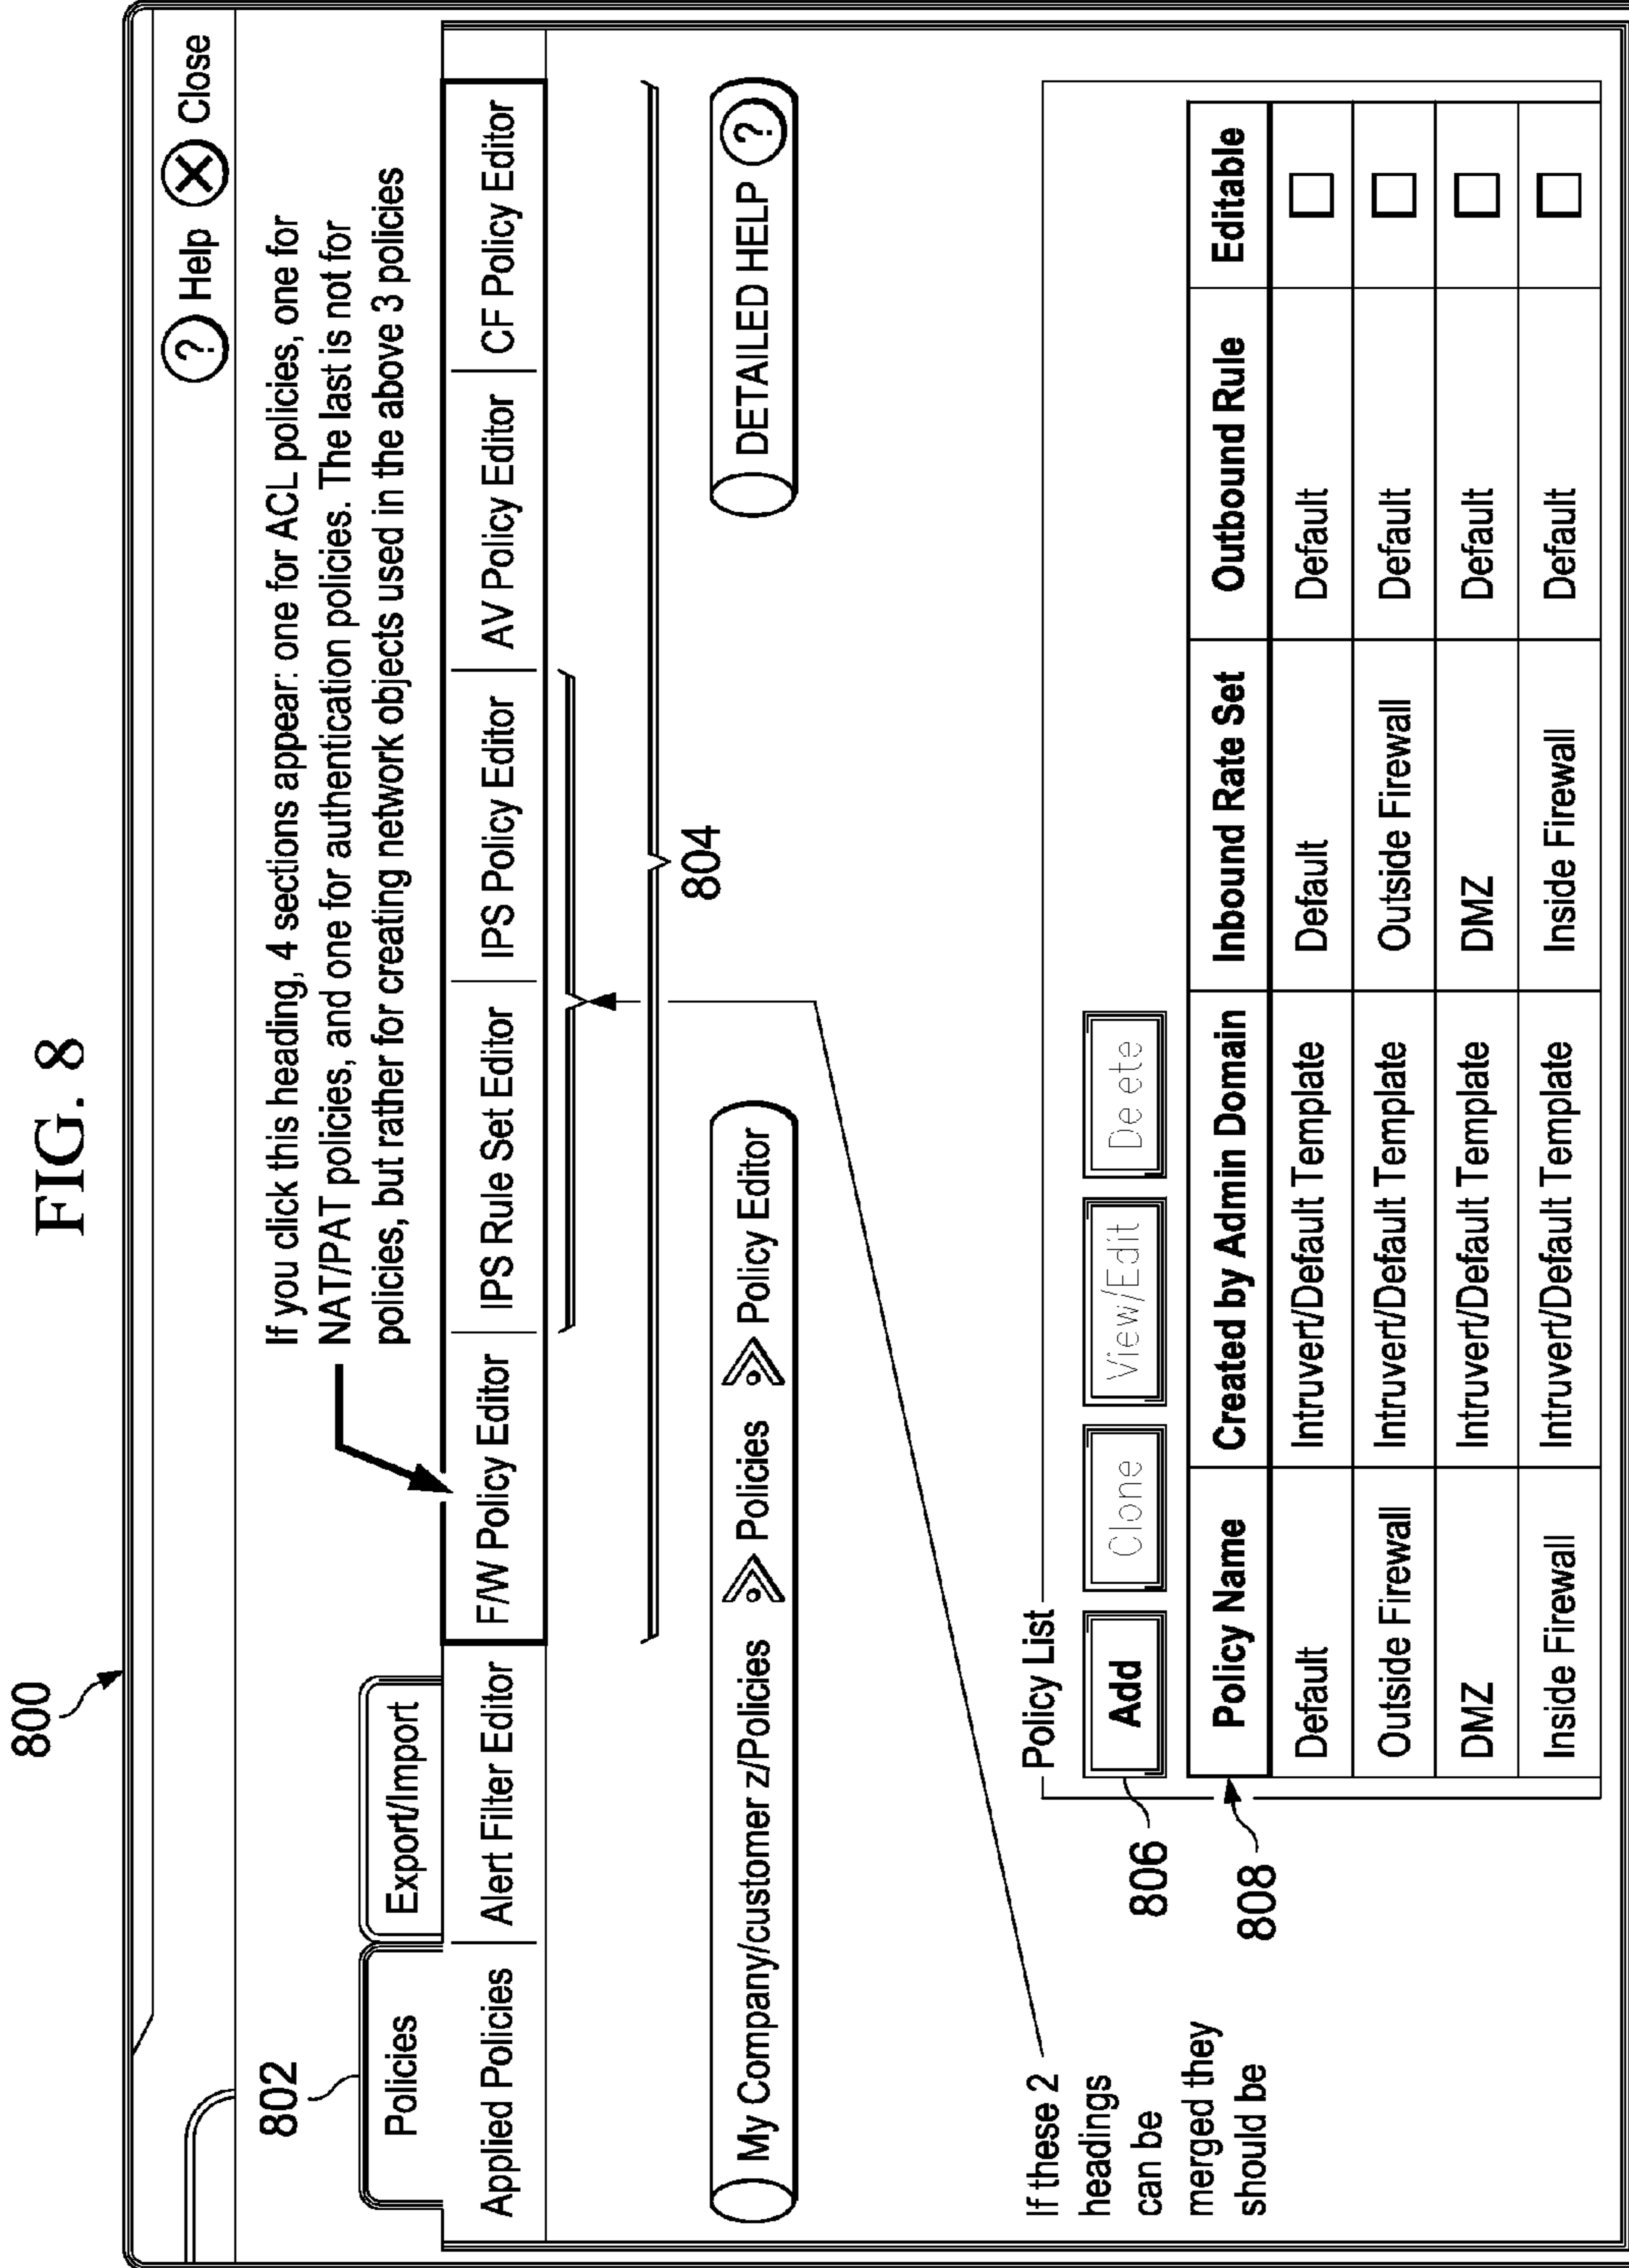 FIG. 8
800
? Help X Close
802
Policies
Export/Import
If you click this heading, 4 sections appear: one for ACL policies, one for
NAT/PAT policies, and one for authentication policies. The last is not for
policies, but rather for creating network objects used in the above 3 policies
Applied Policies Alert Filter Editor F/W Policy Editor IPS Rule Set Editor IPS Policy Editor AV Policy Editor CF Policy Editor
804
My Company/customer z/Policies Policies Policy Editor
DETAILED HELP ?
If these 2
headings
can be
merged they
should be
Policy List
806
Add Clone View/Edit De ete
808
Policy Name Created by Admin Domain Inbound Rate Set Outbound Rule Editable
Default Intruvert/Default Template Default Default
Outside Firewall Intruvert/Default Template Outside Firewall Default
DMZ Intruvert/Default Template DMZ Default
Inside Firewall Intruvert/Default Template Inside Firewall Default